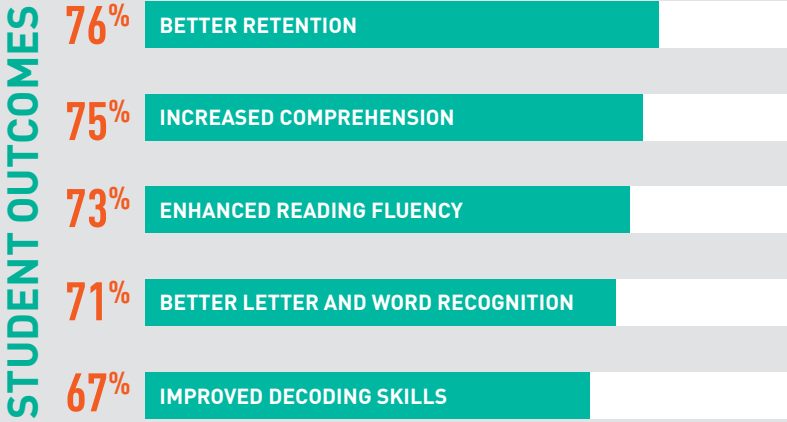 STUDENT OUTCOMES
76% BETTER RETENTION
75% INCREASED COMPREHENSION
73% ENHANCED READING FLUENCY
71% BETTER LETTER AND WORD RECOGNITION
67% IMPROVED DECODING SKILLS